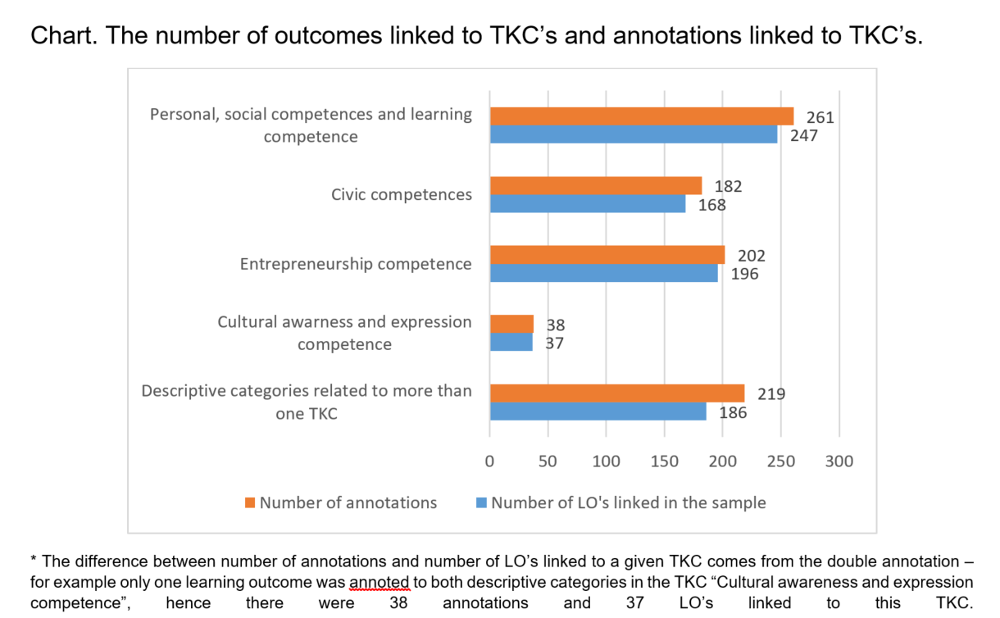 Chart. The number of outcomes linked to TKC’s and annotations linked to TKC’s.
Personal, social competences and learning
competence
261
247
Civic competences
182
168
Entrepreneurship competence
202
196
Cultural awarness and expression
competence
38
37
Descriptive categories related to more than
one TKC
219
186
0 50 100 150 200 250 300
Number of annotations Number of LO's linked in the sample
* The difference between number of annotations and number of LO’s linked to a given TKC comes from the double annotation –
for example only one learning outcome was annoted to both descriptive categories in the TKC “Cultural awareness and expression
competence”, hence there were 38 annotations and 37 LO’s linked to this TKC.